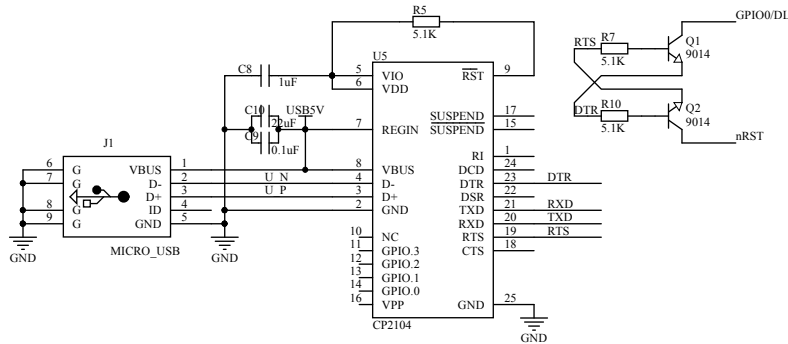 R5
5.1K
C8
1uF
C10
22uF
C9
0.1uF
USB5V
U5
5
VIO
6
VDD
7
REGIN
8
VBUS
4
D-
3
D+
2
GND
10
NC
11
GPIO.3
12
GPIO.2
13
GPIO.1
14
GPIO.0
16
VPP
RST
9
SUSPEND
17
SUSPEND
15
RI
1
DCD
24
DTR
23
DTR
DSR
22
TXD
21
RXD
RXD
20
TXD
RTS
19
RTS
CTS
18
GND
25
GND
CP2104
J1
6
G
7
G
8
G
9
G
VBUS
1
D-
2
U_N
D+
3
U_P
ID
4
GND
5
MICRO_USB
GND
GND
RTS
R7
5.1K
Q1
9014
GPIO0/DL
DTR
R10
5.1K
Q2
9014
nRST